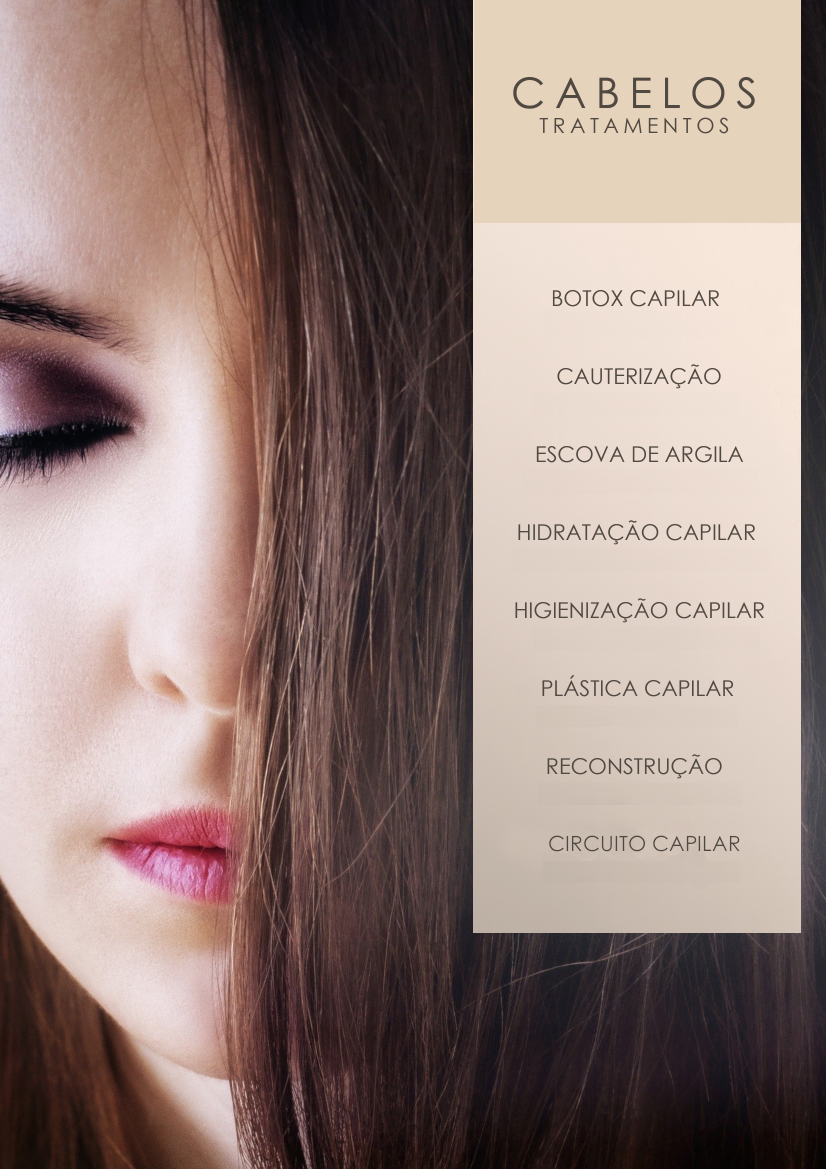 CABELOS
TRATAMENTOS
BOTOX CAPILAR
CAUTERIZAÇÃO
ESCOVA DE ARGILA
HIDRATAÇÃO CAPILAR
HIGIENIZAÇÃO CAPILAR
PLÁSTICA CAPILAR
RECONSTRUÇÃO
CIRCUITO CAPILAR